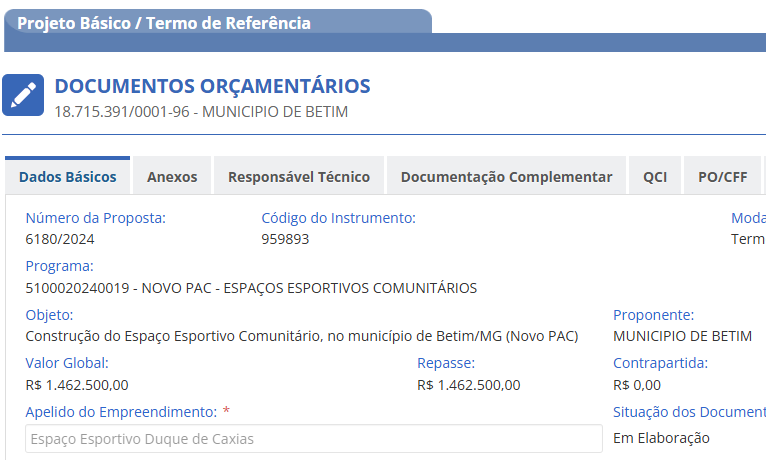 Projeto Básico / Termo de Referência
DOCUMENTOS ORÇAMENTÁRIOS
18.715.391/0001-96 - MUNICIPIO DE BETIM
Dados Básicos Anexos Responsável Técnico Documentação Complementar QCI PO/CFF
Número da Proposta: Código do Instrumento: Moda
6180/2024 959893 Term
Programa:
5100020240019 - NOVO PAC - ESPAÇOS ESPORTIVOS COMUNITÁRIOS
Objeto: Proponente:
Construção do Espaço Esportivo Comunitário, no município de Betim/MG (Novo PAC) MUNICIPIO DE BETIM
Valor Global: Repasse: Contrapartida:
R$ 1.462.500,00 R$ 1.462.500,00 R$ 0,00
Apelido do Empreendimento: * Situação dos Document
Espaço Esportivo Duque de Caxias Em Elaboração